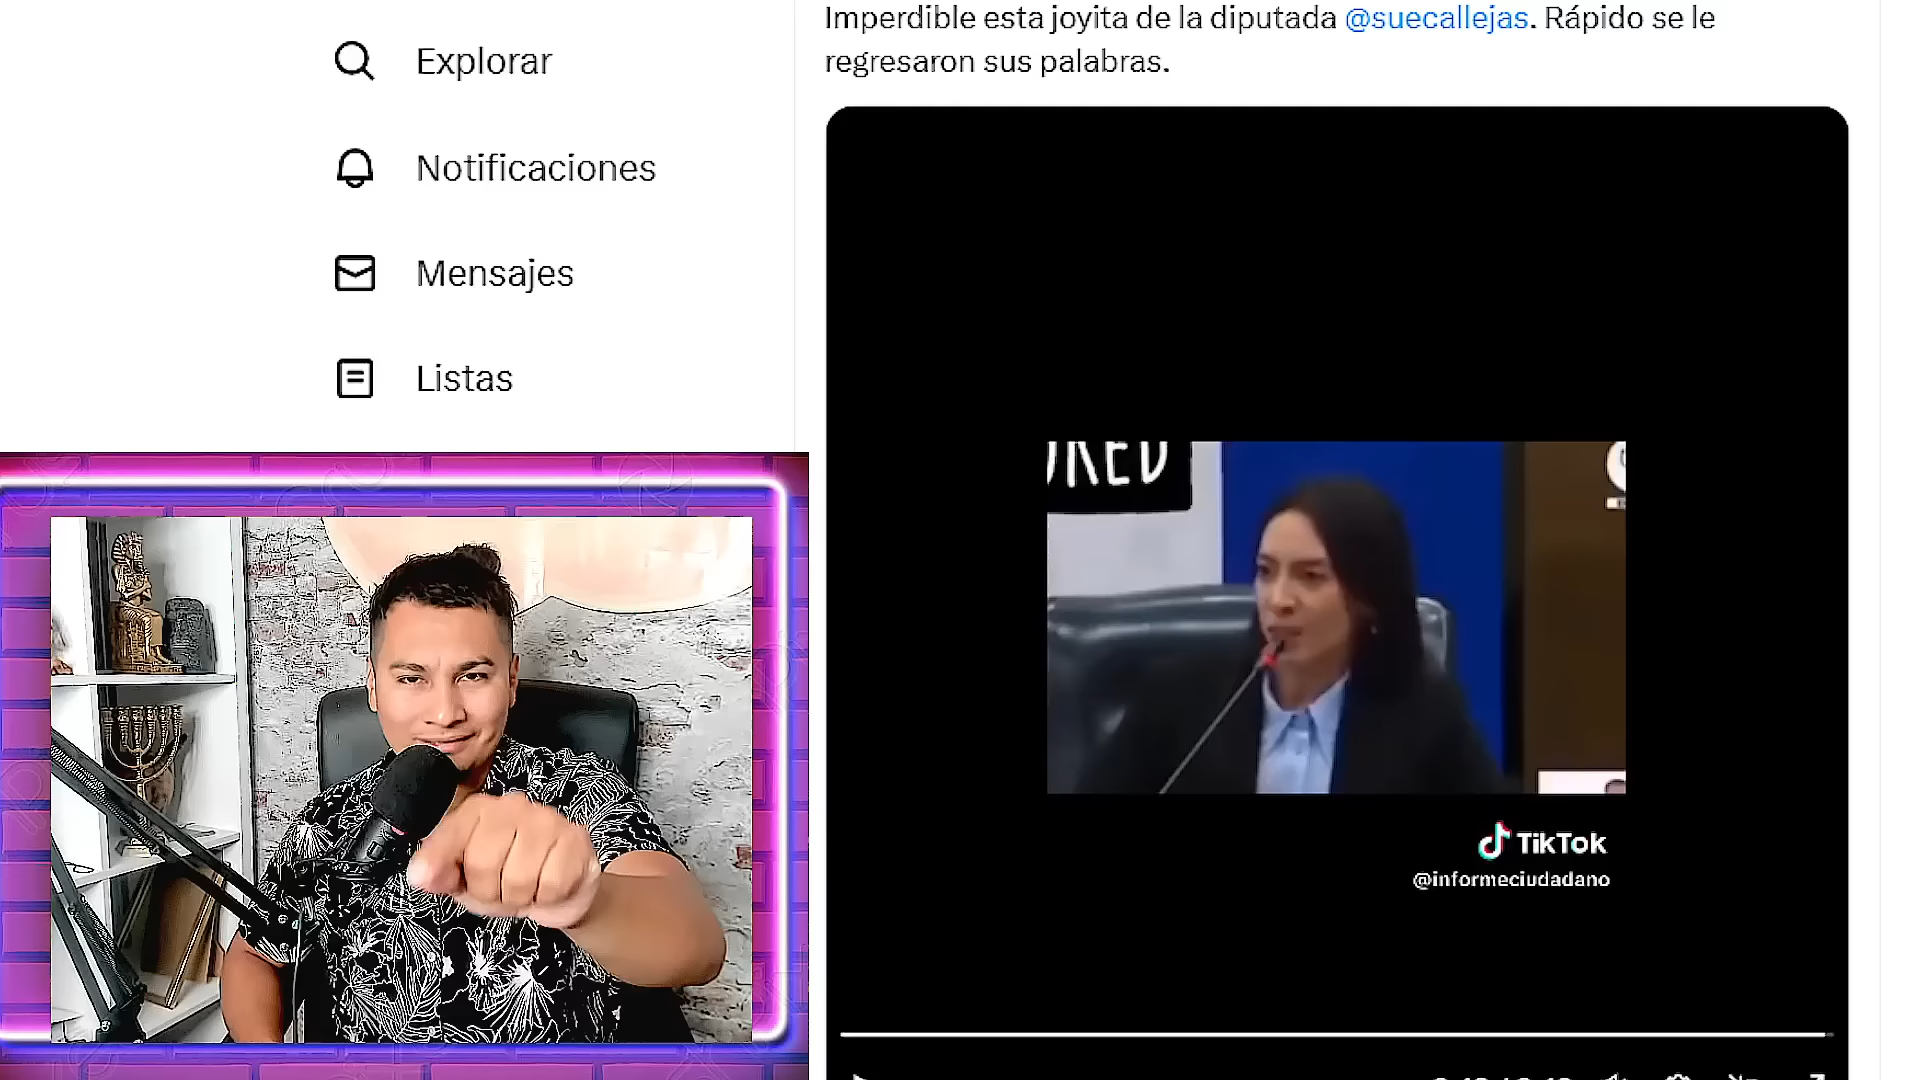 Explorar
Notificaciones
Mensajes
Listas
Imperdible esta joyita de la diputada @suecallejas. Rápido se le
regresaron sus palabras.
TikTok
@informeciudadano